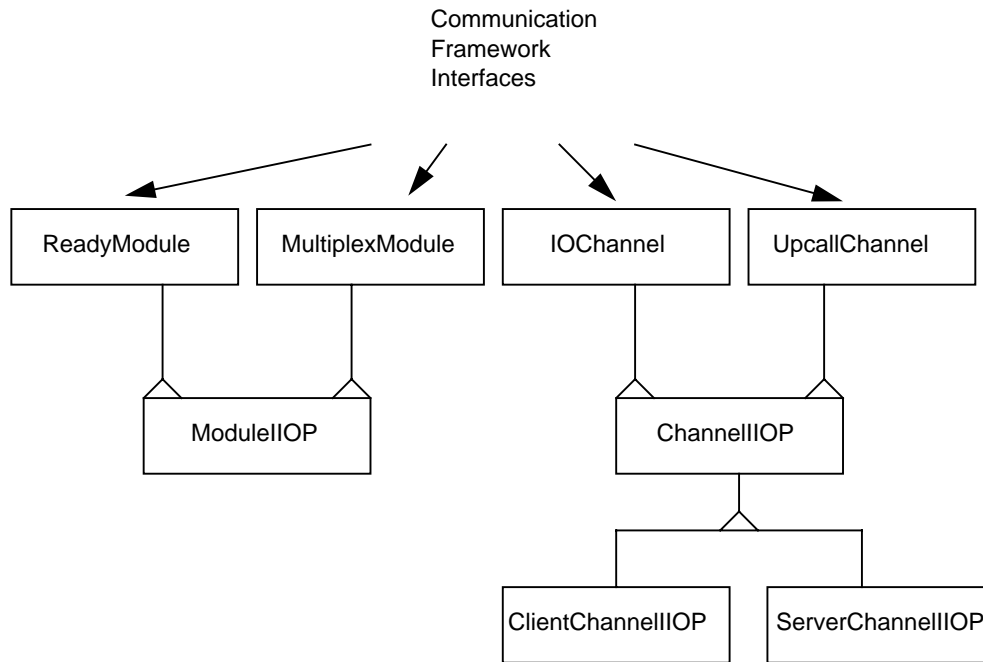 Communication
Framework
Interfaces
ReadyModule
MultiplexModule
IOChannel
UpcallChannel
ModuleIIOP
ChannelIIOP
ClientChannelIIOP
ServerChannelIIOP